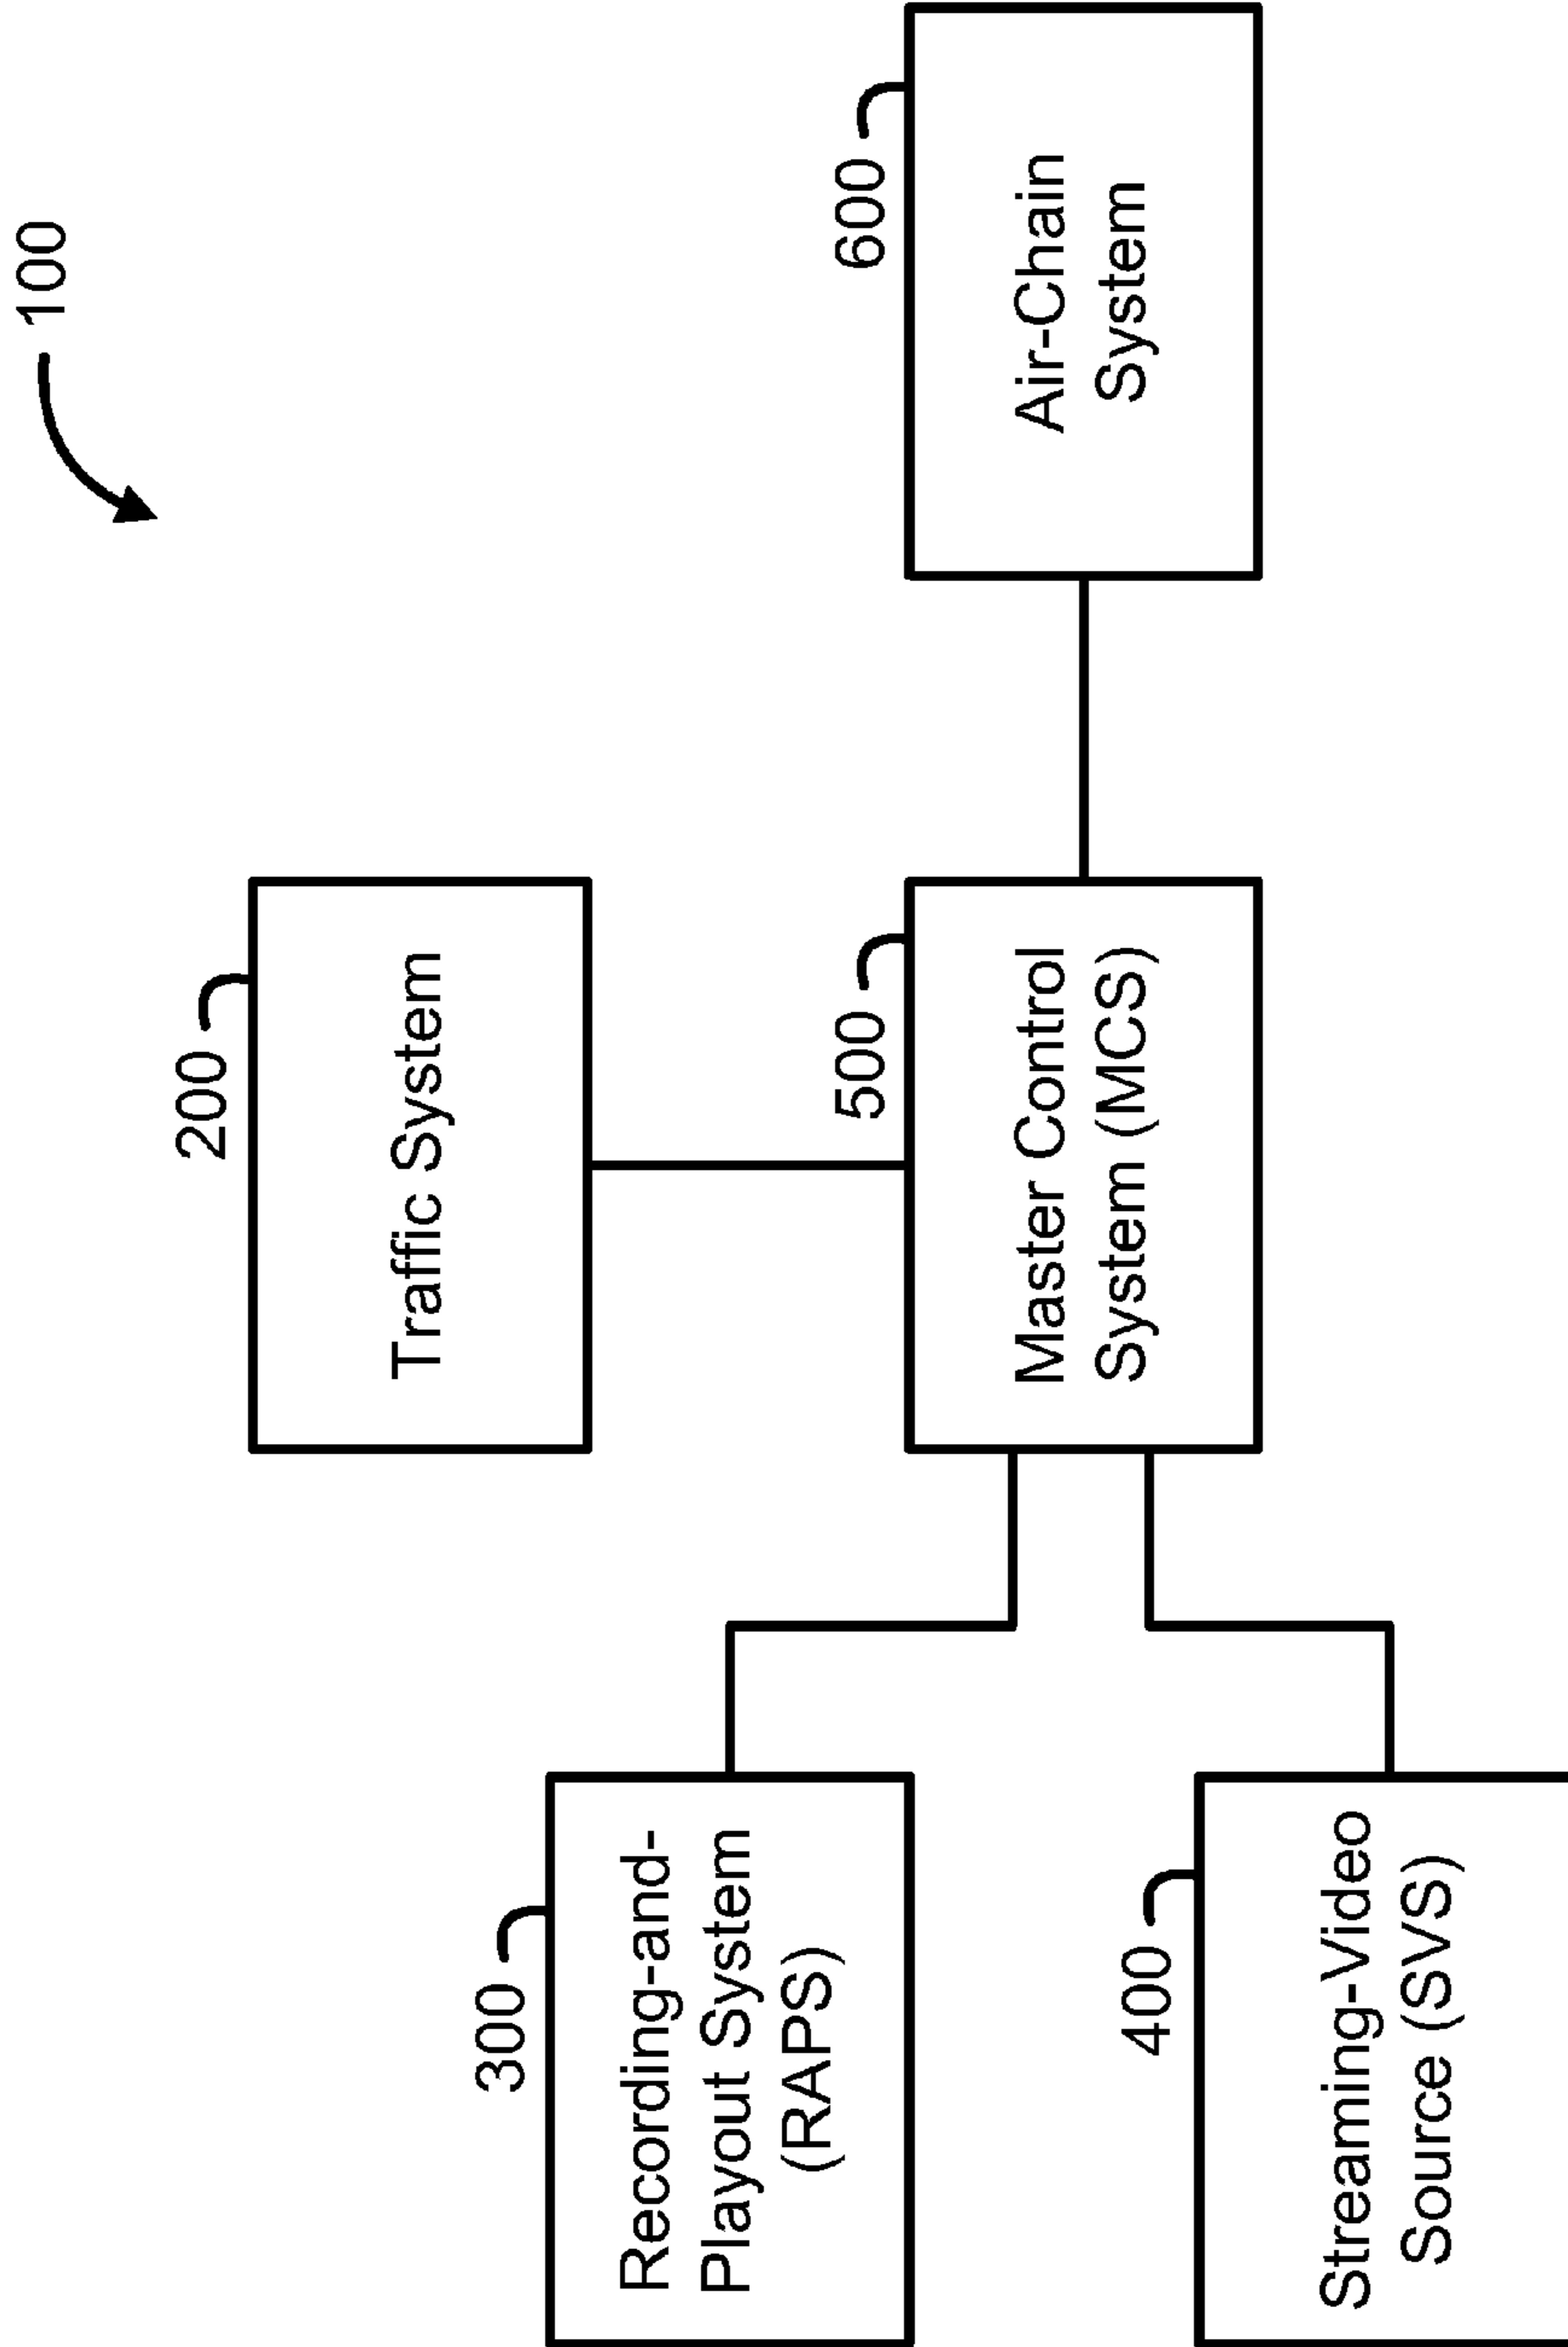 100
200
Traffic System
300
Recording-and-
Playout System
(RAPS)
500
Master Control
System (MCS)
600
Air-Chain
System
400
Streaming-Video
Source (SVS)